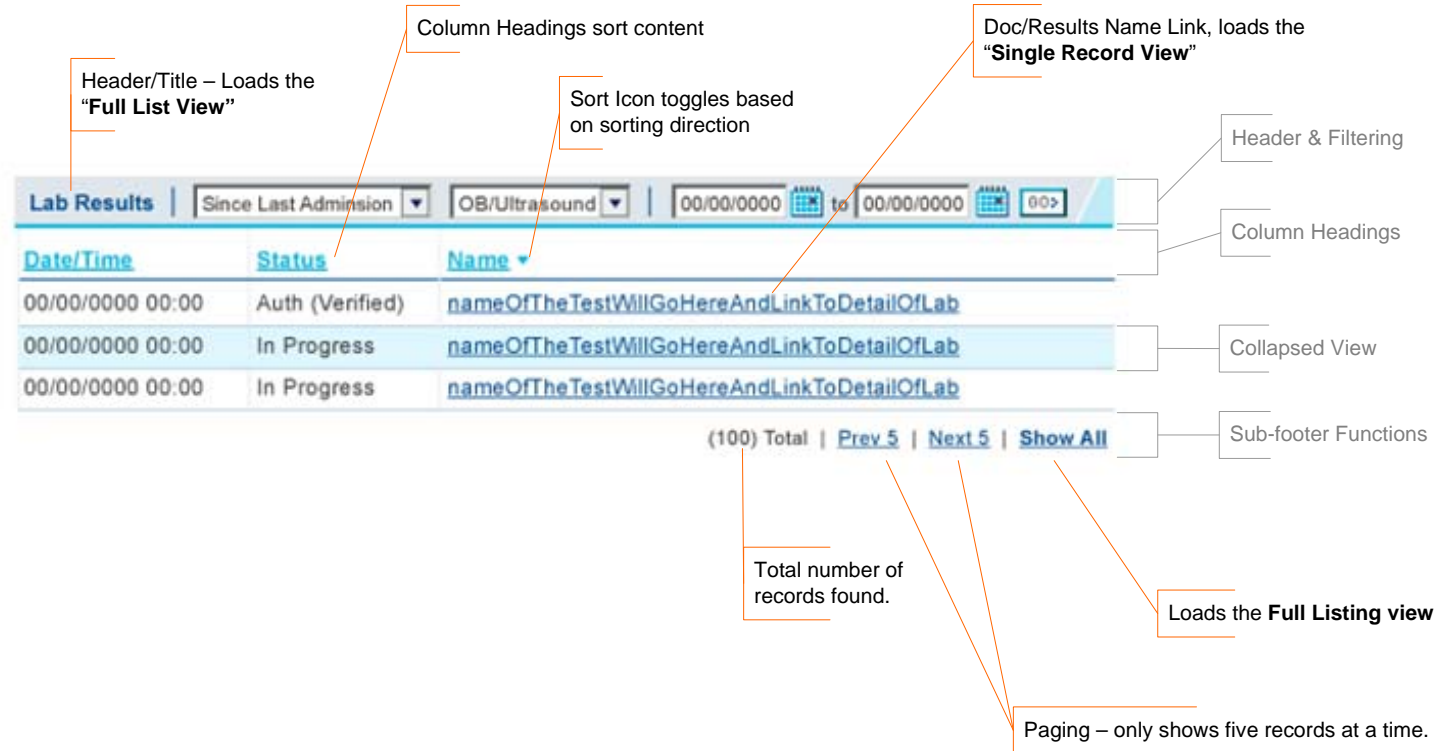 Column Headings sort content
Doc/Results Name Link, loads the
“Single Record View”
Header/Title – Loads the
“Full List View”
Sort Icon toggles based
on sorting direction
Header & Filtering
Lab Results | Since Last Adminsion OB/Ultrasound | 00/00/0000 to 00/00/0000 GO>
Column Headings
Date/Time Status Name
00/00/0000 00:00 Auth (Verified) nameOfTheTestWillGoHereAndLinkToDetailOfLab
00/00/0000 00:00 In Progress nameOfTheTestWillGoHereAndLinkToDetailOfLab
Collapsed View
00/00/0000 00:00 In Progress nameOfTheTestWillGoHereAndLinkToDetailOfLab
(100) Total | Prev 5 | Next 5 | Show All
Sub-footer Functions
Total number of
records found.
Loads the Full Listing view
Paging – only shows five records at a time.